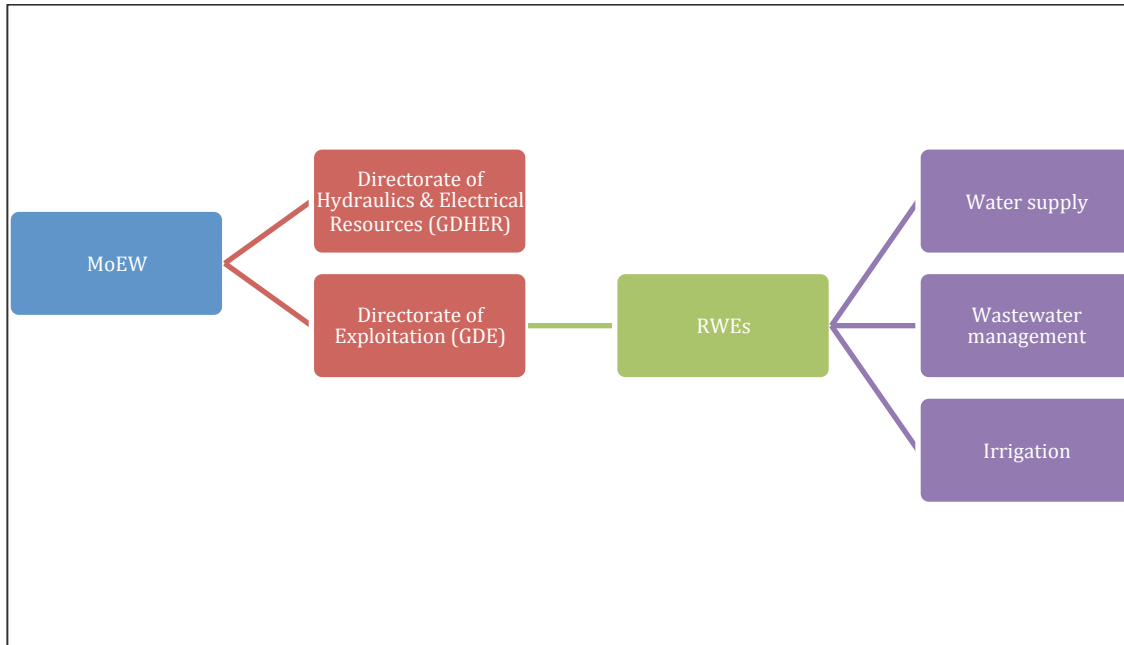 MoEW
Directorate of
Hydraulics & Electrical
Resources (GDHER)
Directorate of
Exploitation (GDE)
RWEs
Water supply
Wastewater
management
Irrigation